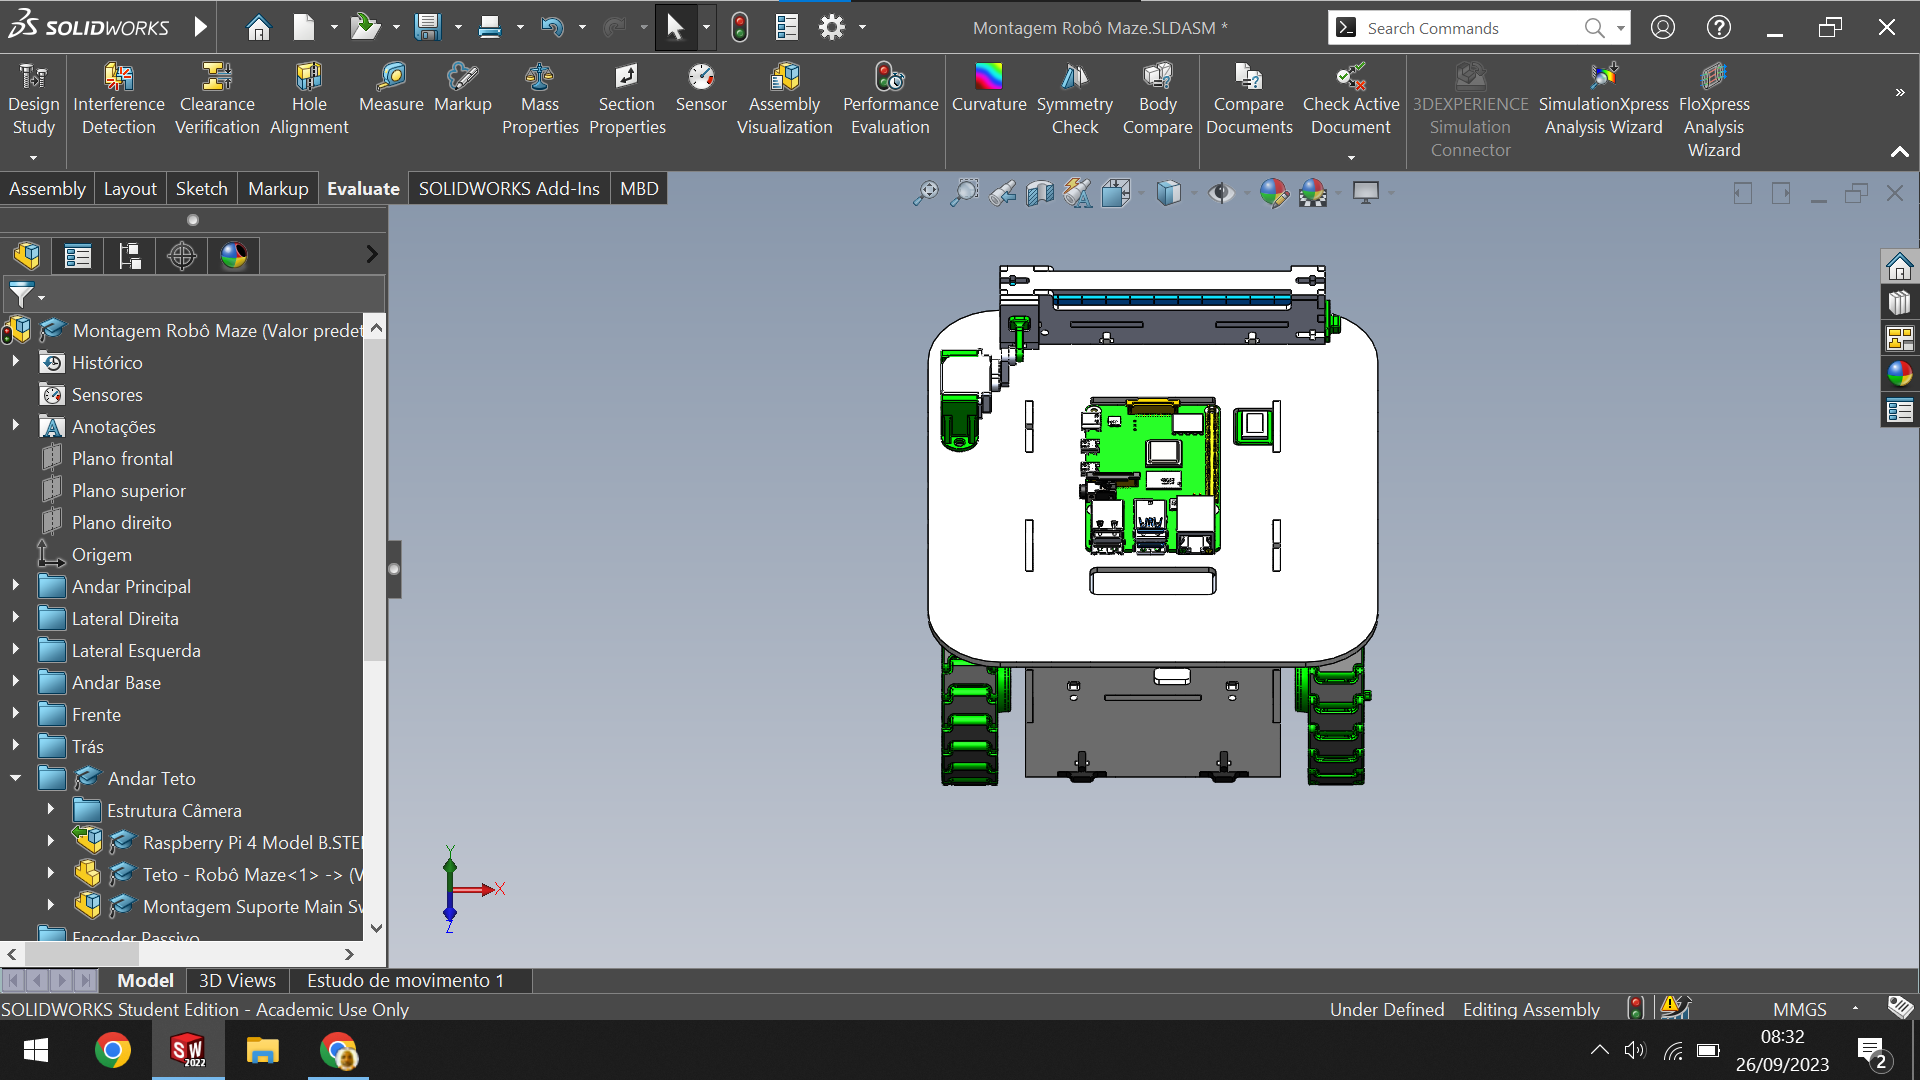 SOLIDWORKS
Montagem Robô Maze.SLDASM *
Search Commands
Design Study
Interference Detection
Clearance Verification
Hole Alignment
Measure
Markup
Mass Properties
Section Properties
Sensor
Assembly Visualization
Performance Evaluation
Curvature
Symmetry Check
Body Compare
Compare Documents
Check Active Document
3DEXPERIENCE Simulation Connector
SimulationXpress Analysis Wizard
FloXpress Analysis Wizard
Assembly
Layout
Sketch
Markup
Evaluate
SOLIDWORKS Add-Ins
MBD
Montagem Robô Maze (Valor predet
Histórico
Sensores
Anotações
Plano frontal
Plano superior
Plano direito
Origem
Andar Principal
Lateral Direita
Lateral Esquerda
Andar Base
Frente
Trás
Andar Teto
Estrutura Câmera
Raspberry Pi 4 Model B.STE
Teto - Robô Maze<1> -> (V
Montagem Suporte Main Sw
Encoder Passivo
Y
X
Z
Model
3D Views
Estudo de movimento 1
SOLIDWORKS Student Edition - Academic Use Only
Under Defined
Editing Assembly
MMGS
SW
2022
08:32
26/09/2023
2